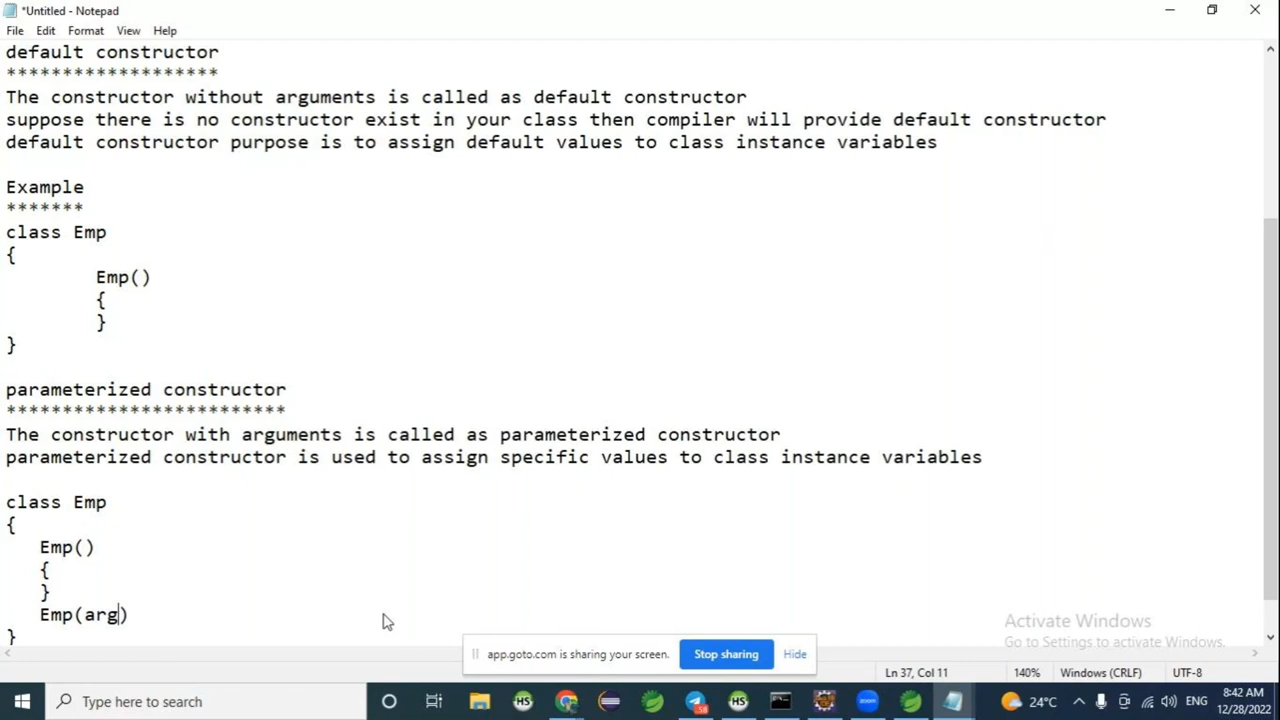 *Untitled - Notepad
File Edit Format View Help
default constructor
*******************
The constructor without arguments is called as default constructor
suppose there is no constructor exist in your class then compiler will provide default constructor
default constructor purpose is to assign default values to class instance variables
Example
*******
class Emp
{
Emp()
{
}
}
parameterized constructor
*************************
The constructor with arguments is called as parameterized constructor
parameterized constructor is used to assign specific values to class instance variables
class Emp
{
Emp()
{
}
Emp(arg)
}
Activate Windows
Go to Settings to activate Windows.
app.goto.com is sharing your screen. Stop sharing Hide
Ln 37, Col 11 140% Windows (CRLF) UTF-8
Type here to search HS HS zoom 24°C ENG 8:42 AM
12/28/2022